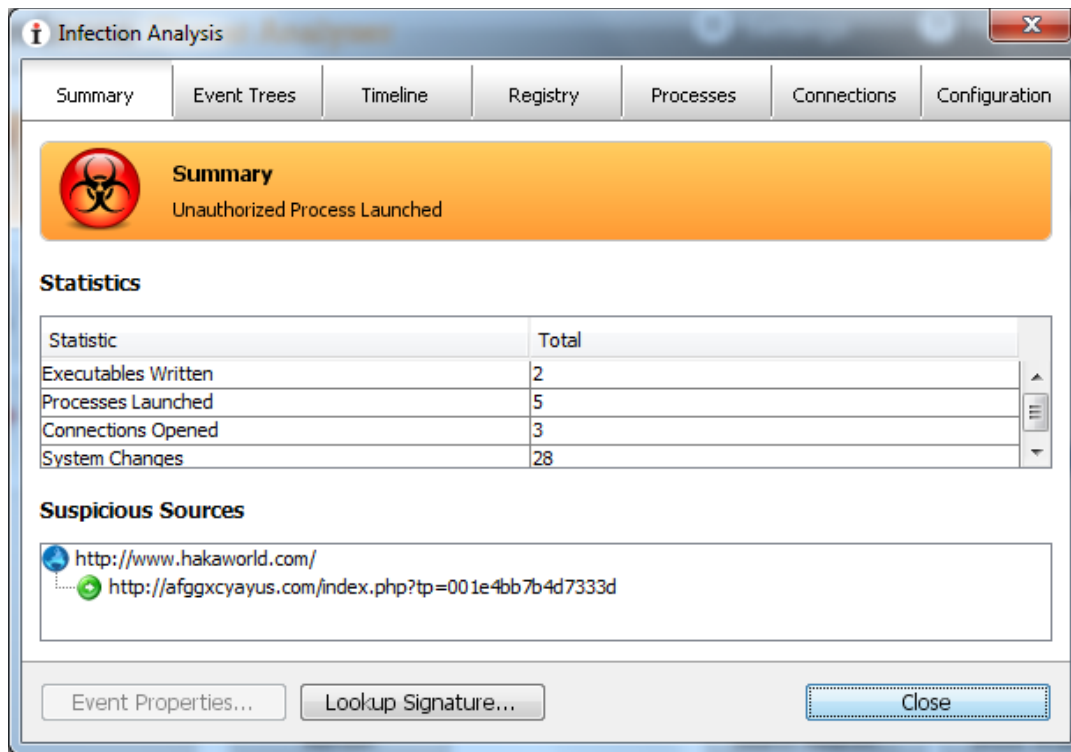 Infection Analysis
Summary Event Trees Timeline Registry Processes Connections Configuration
Summary
Unauthorized Process Launched
Statistics
Statistic Total
Executables Written 2
Processes Launched 5
Connections Opened 3
System Changes 28
Suspicious Sources
http://www.hakaworld.com/
http://afggxcyayus.com/index.php?tp=001e4bb7b4d7333d
Event Properties... Lookup Signature... Close